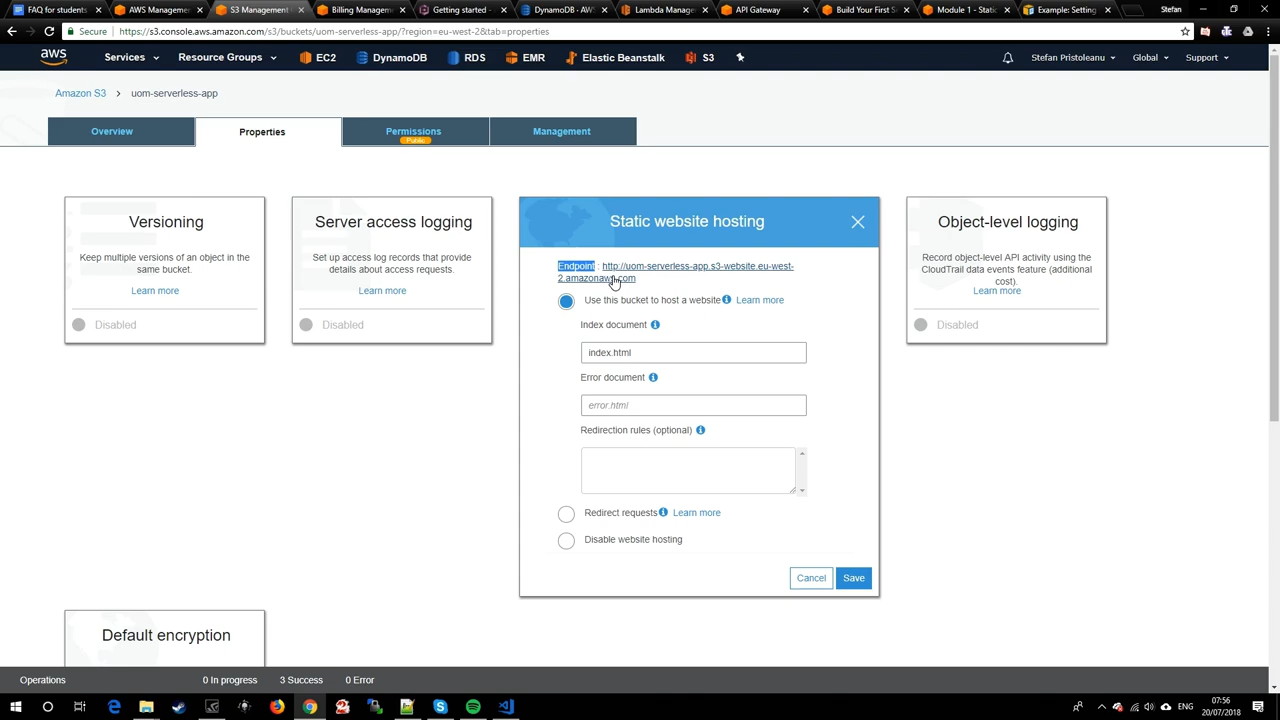 FAQ for students
AWS Managemen
S3 Management
Billing Managem
Getting started -
DynamoDB - AWS
Lambda Manage
API Gateway
Build Your First S
Module 1 - Stati
Example: Setting
Stefan
Secure
https://s3.console.aws.amazon.com/s3/buckets/uom-serverless-app/?region=eu-west-2&tab=properties
aws
Services
Resource Groups
EC2
DynamoDB
RDS
EMR
Elastic Beanstalk
S3
Stefan Pristoleanu
Global
Support
Amazon S3 > uom-serverless-app
Overview
Properties
Permissions
Public
Management
Versioning
Keep multiple versions of an object in the
same bucket.
Learn more
Disabled
Server access logging
Set up access log records that provide
details about access requests.
Learn more
Disabled
Static website hosting
Endpoint : http://uom-serverless-app.s3-website.eu-west-
2.amazonaws.com
Use this bucket to host a website Learn more
Index document
index.html
Error document
error.html
Redirection rules (optional)
Redirect requests Learn more
Disable website hosting
Cancel
Save
Object-level logging
Record object-level API activity using the
CloudTrail data events feature (additional
cost).
Learn more
Disabled
Default encryption
Operations
0 In progress
3 Success
0 Error
ENG
07:56
20/07/2018